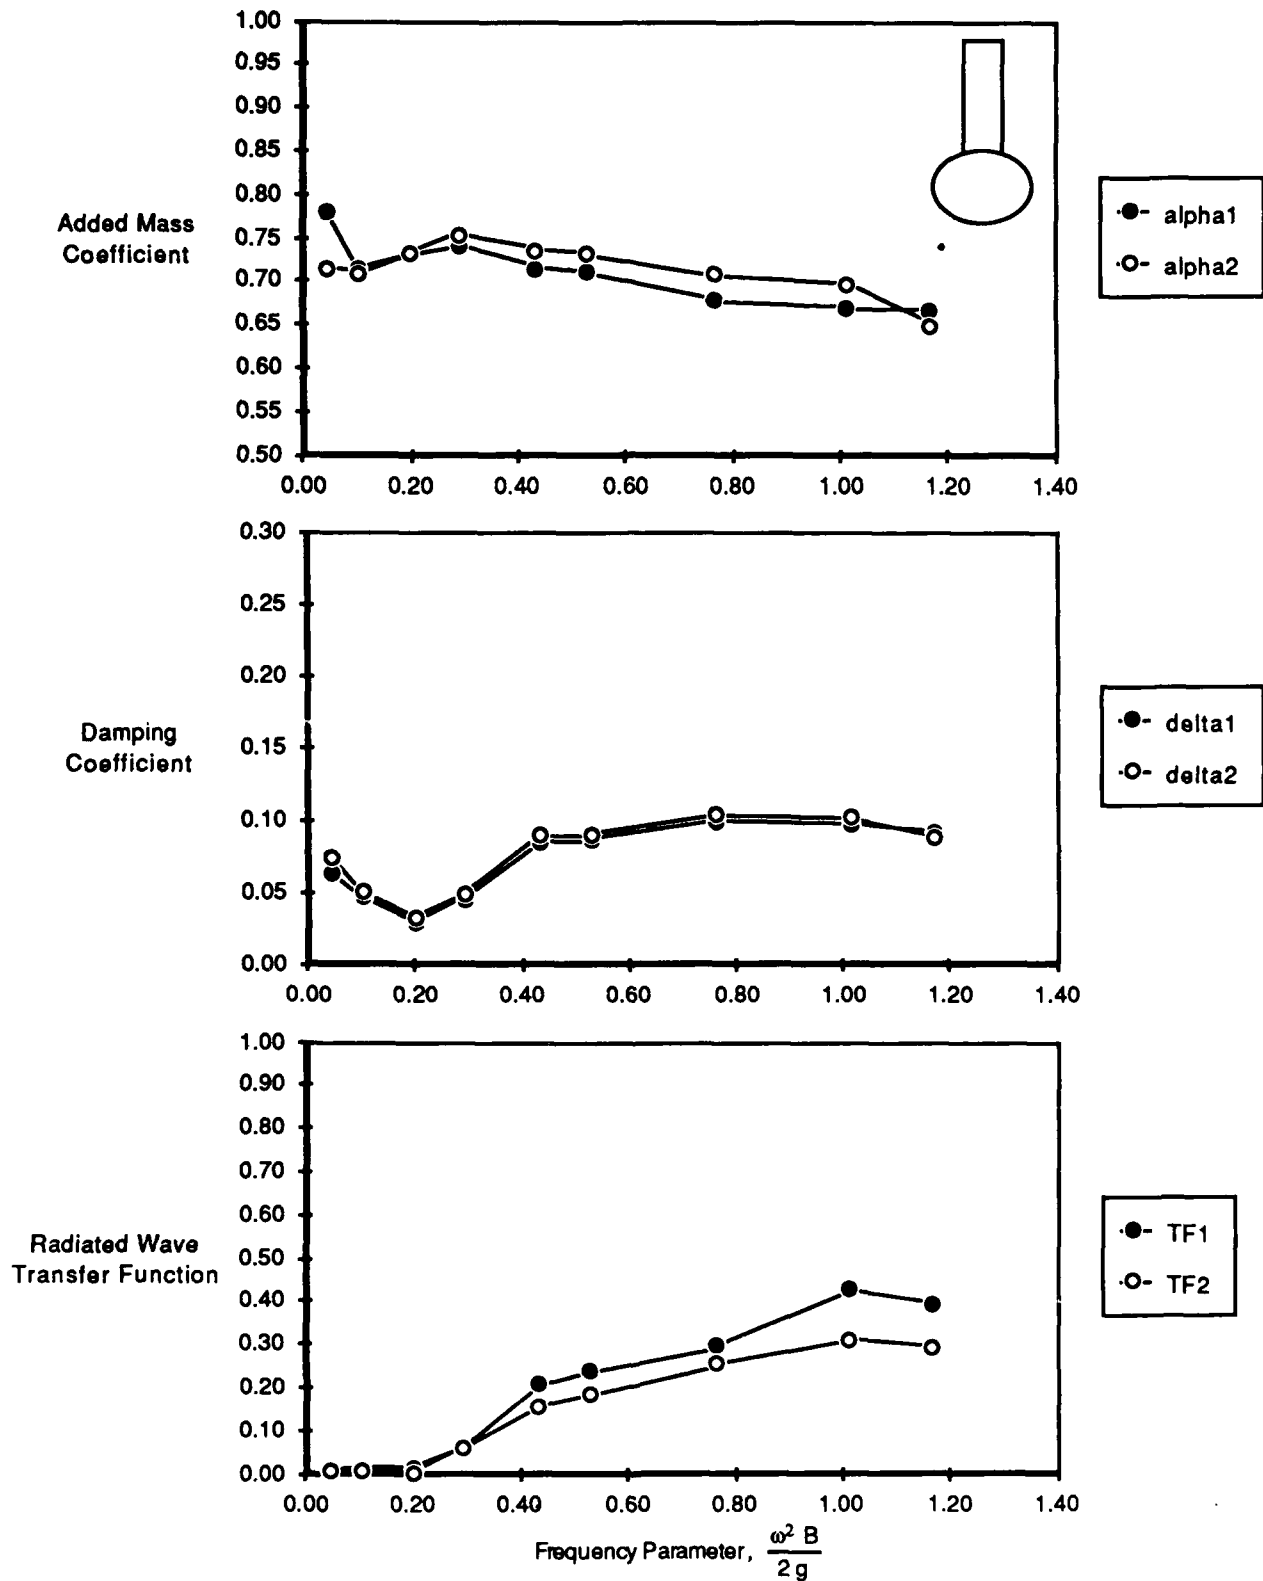 1.00
0.95
0.90
0.85
0.80
0.75
0.70
0.65
0.60
0.55
0.50
Added Mass
Coefficient
0.00 0.20 0.40 0.60 0.80 1.00 1.20 1.40
alpha1
alpha2
0.30
0.25
0.20
0.15
0.10
0.05
0.00
Damping
Coefficient
0.00 0.20 0.40 0.60 0.80 1.00 1.20 1.40
delta1
delta2
1.00
0.90
0.80
0.70
0.60
0.50
0.40
0.30
0.20
0.10
0.00
Radiated Wave
Transfer Function
0.00 0.20 0.40 0.60 0.80 1.00 1.20 1.40
TF1
TF2
Frequency Parameter, ω² B
2 g